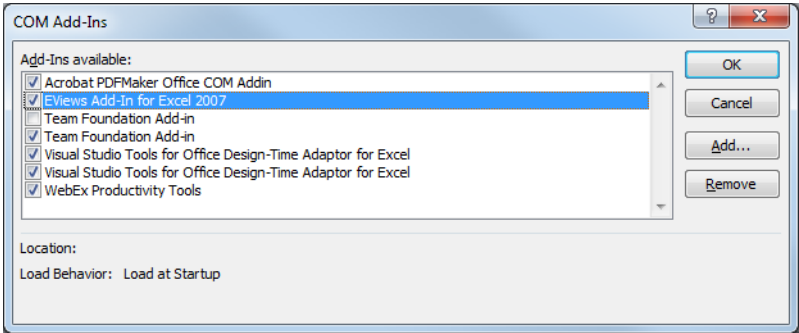 COM Add-Ins
Add-Ins available:
Acrobat PDFMaker Office COM Addin
EViews Add-In for Excel 2007
Team Foundation Add-in
Team Foundation Add-in
Visual Studio Tools for Office Design-Time Adaptor for Excel
Visual Studio Tools for Office Design-Time Adaptor for Excel
WebEx Productivity Tools
OK
Cancel
Add...
Remove
Location:
Load Behavior: Load at Startup